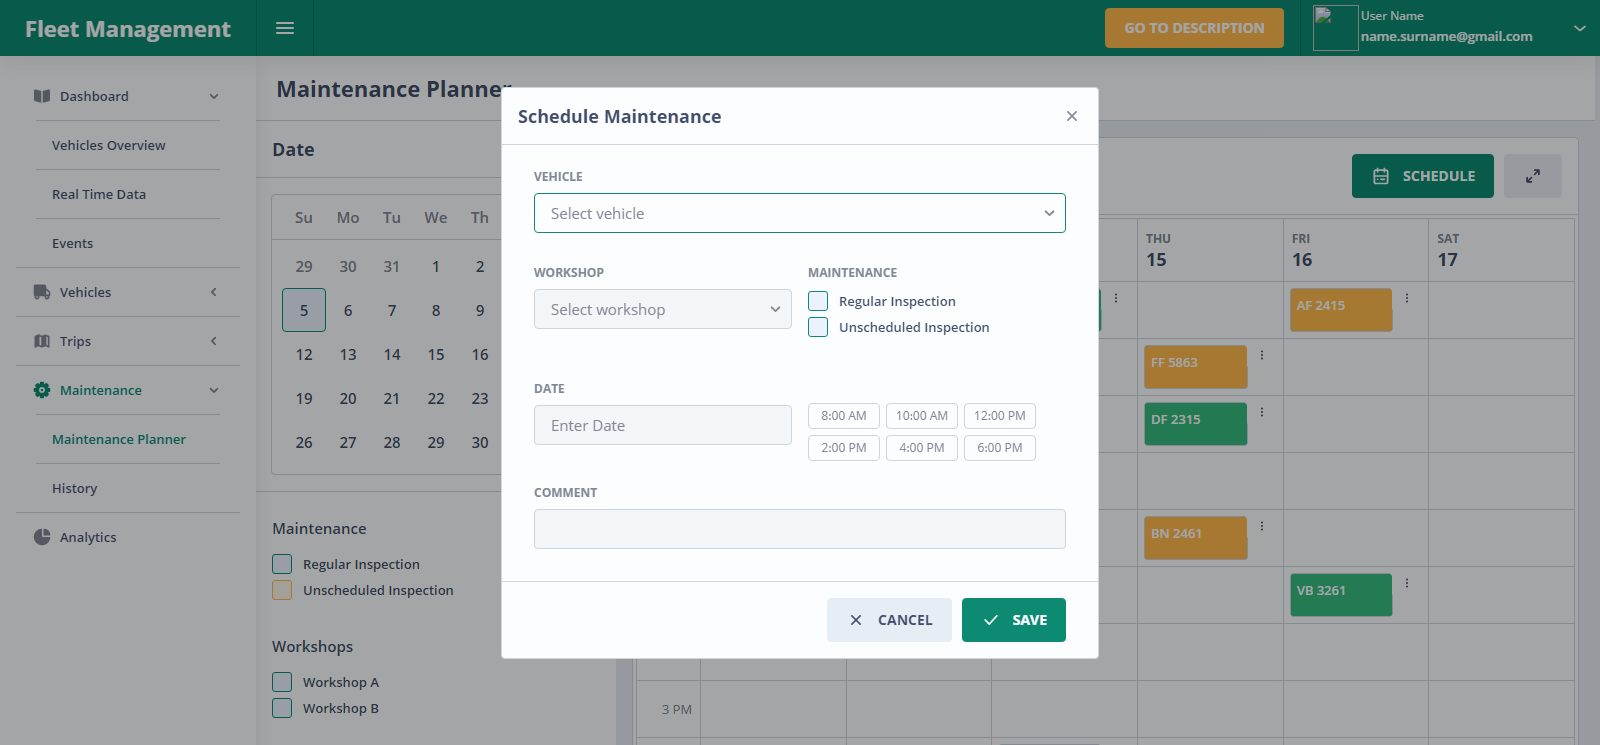 Fleet Management
GO TO DESCRIPTION
User Name
name.surname@gmail.com
Dashboard
Vehicles Overview
Real Time Data
Events
Vehicles
Trips
Maintenance
Maintenance Planner
History
Analytics
Maintenance Planner
Date
Su Mo Tu We Th
29 30 31 1 2
5 6 7 8 9
12 13 14 15 16
19 20 21 22 23
26 27 28 29 30
Maintenance
Regular Inspection
Unscheduled Inspection
Workshops
Workshop A
Workshop B
Schedule Maintenance
VEHICLE
Select vehicle
WORKSHOP
Select workshop
MAINTENANCE
Regular Inspection
Unscheduled Inspection
DATE
Enter Date
8:00 AM 10:00 AM 12:00 PM
2:00 PM 4:00 PM 6:00 PM
COMMENT
CANCEL
SAVE
SCHEDULE
THU FRI SAT
15 16 17
AF 2415
FF 5863
DF 2315
BN 2461
VB 3261
3 PM